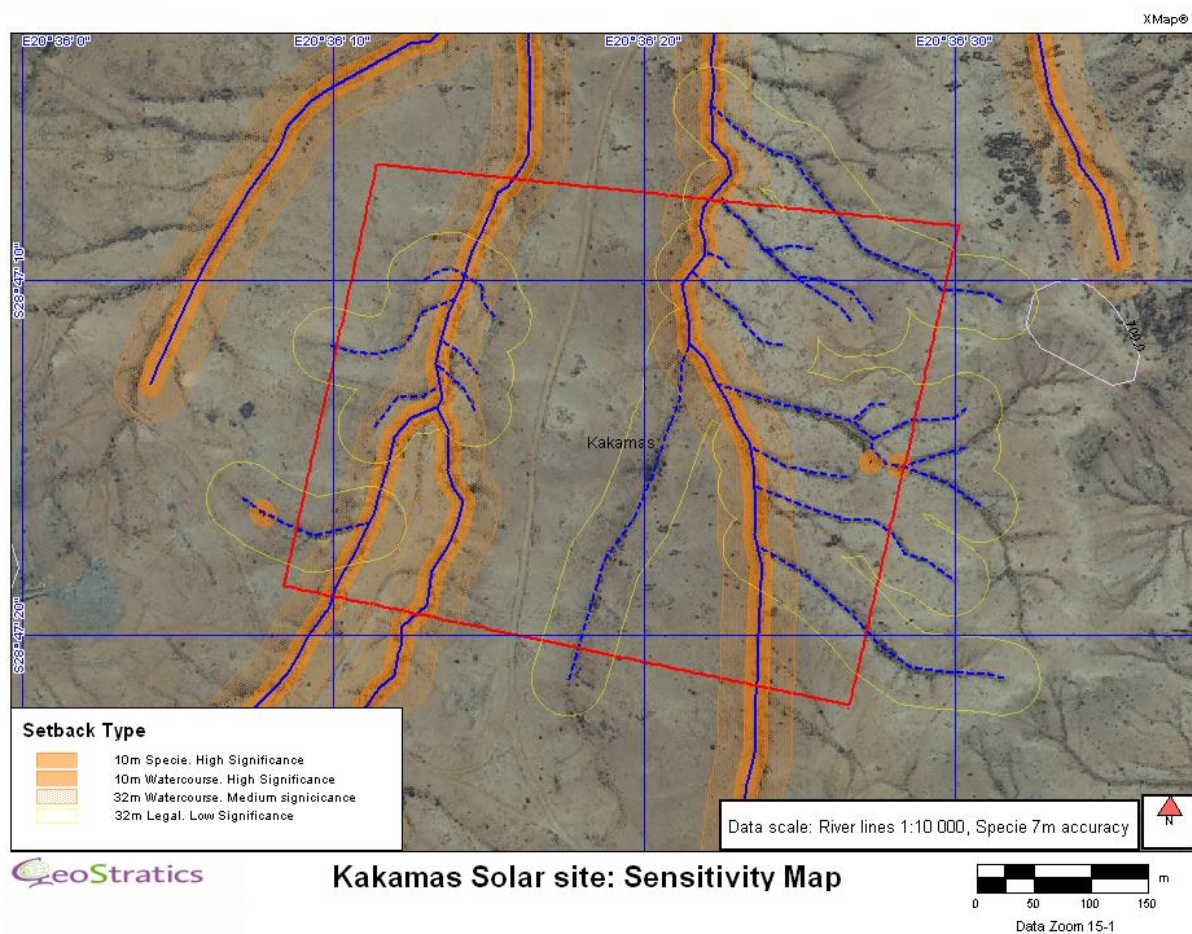 XMap®
E20°36' 0" E20°36' 10" E20°36' 20" E20°36' 30"
S28°47' 10"
700.0
Kakamas
S28°47' 20"
Setback Type
10m Specie. High Significance
10m Watercourse. High Significance
32m Watercourse. Medium signicicance
32m Legal. Low Significance
Data scale: River lines 1:10 000, Specie 7m accuracy
N
GeoStratics
Kakamas Solar site: Sensitivity Map
m
0 50 100 150
Data Zoom 15-1